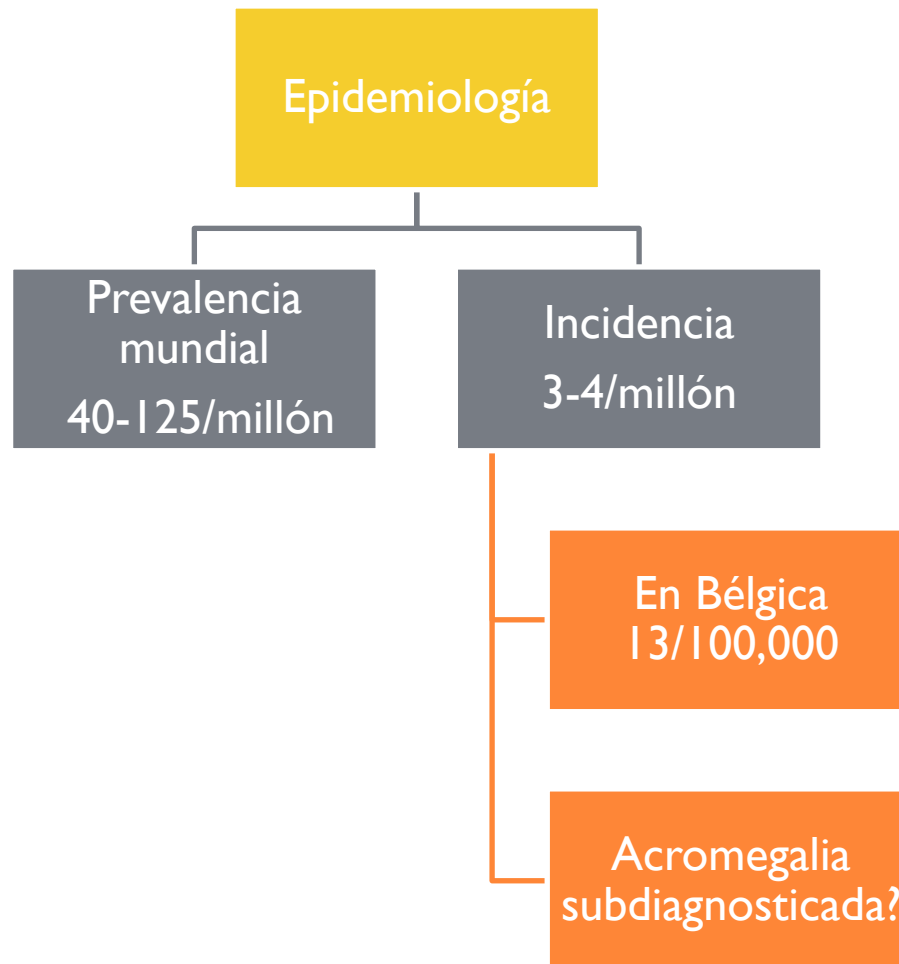 Epidemiología
Prevalencia
mundial
40-125/millón
Incidencia
3-4/millón
En Bélgica
13/100,000
Acromegalia
subdiagnosticada?